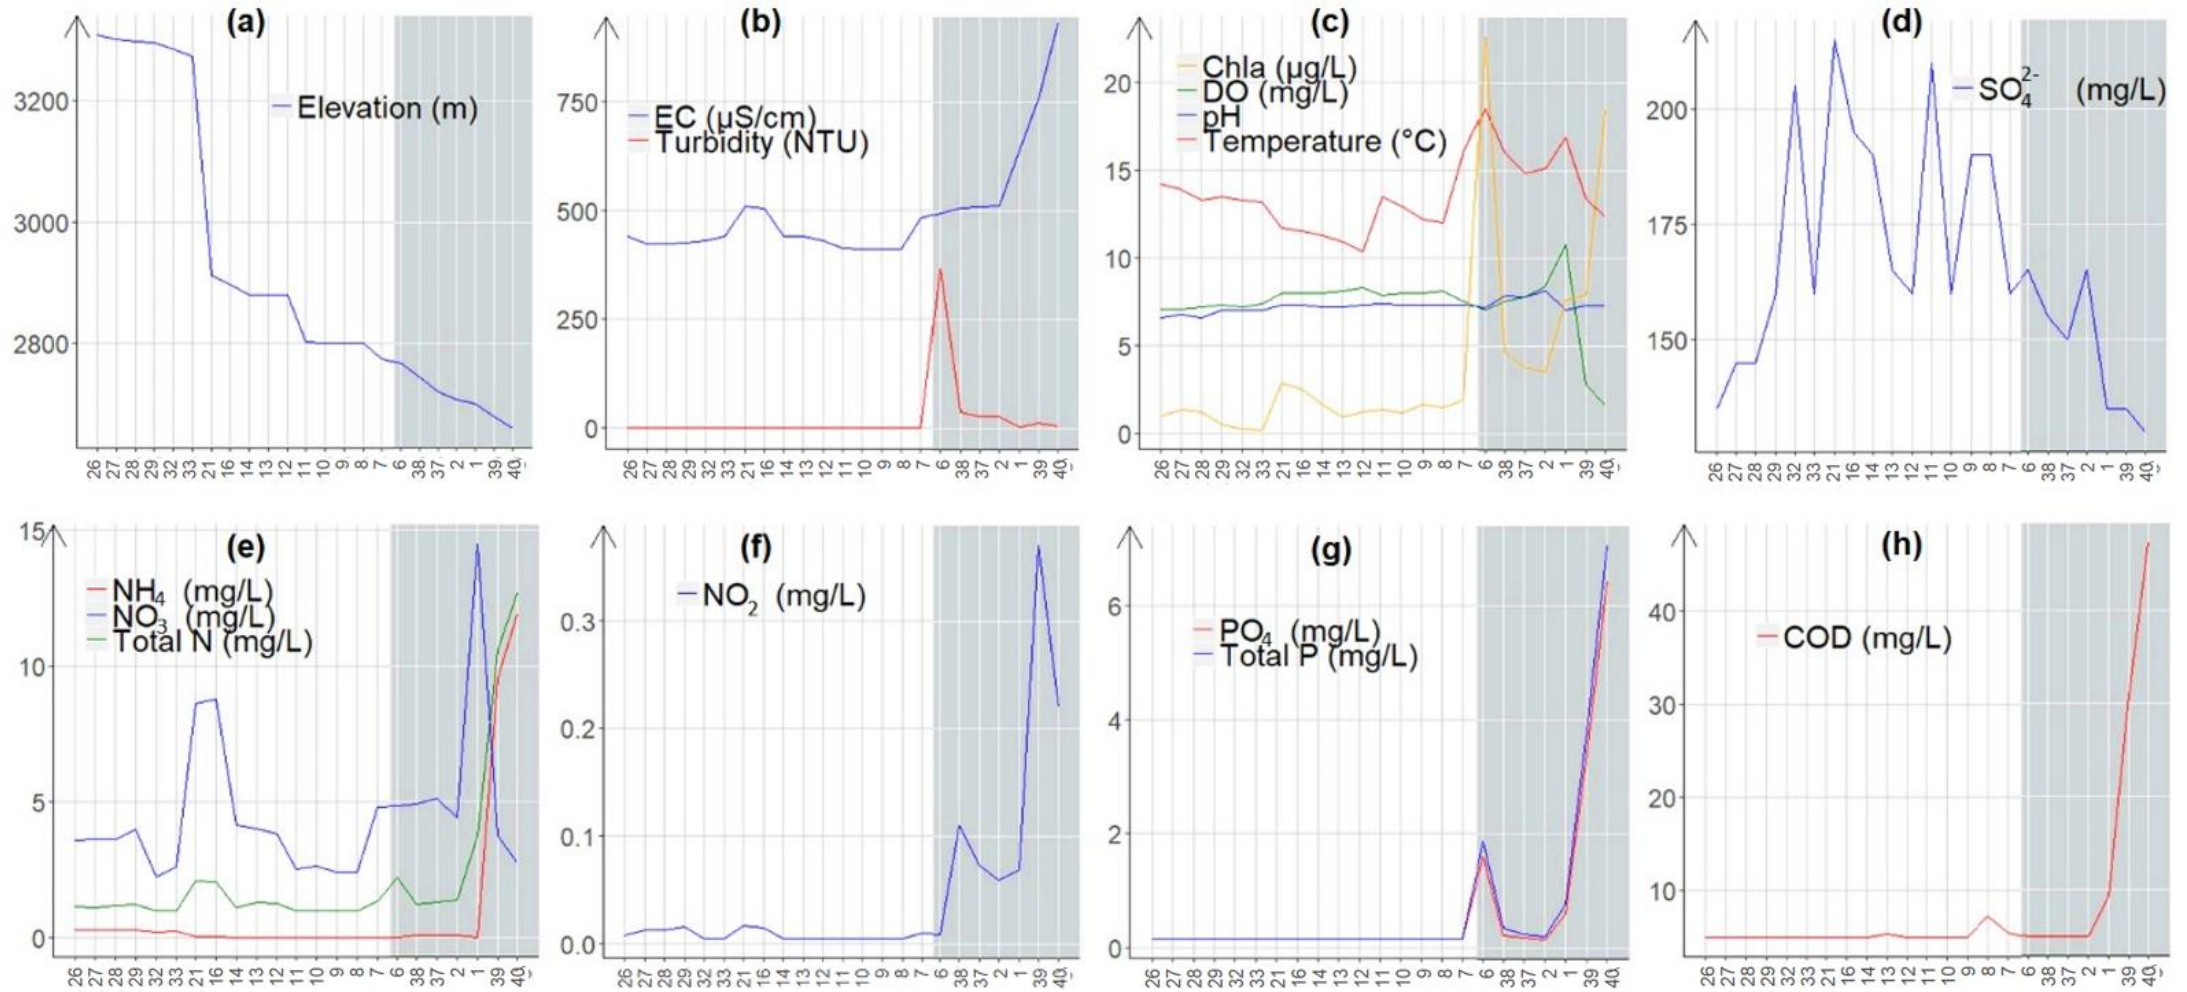 (a)
3200
3000
2800
Elevation (m)
26 27 28 29 32 33 21 16 14 13 12 11 10 9 8 7 6 38 37 2 1 39 40
(b)
750
500
250
0
EC (µS/cm)
Turbidity (NTU)
26 27 28 29 32 33 21 16 14 13 12 11 10 9 8 7 6 38 37 2 1 39 40
(c)
20
15
10
5
0
Chla (µg/L)
DO (mg/L)
pH
Temperature (°C)
26 27 28 29 32 33 21 16 14 13 12 11 10 9 8 7 6 38 37 2 1 39 40
(d)
200
175
150
SO₄²⁻ (mg/L)
26 27 28 29 32 33 21 16 14 13 12 11 10 9 8 7 6 38 37 2 1 39 40
(e)
15
10
5
0
NH₄ (mg/L)
NO₃ (mg/L)
Total N (mg/L)
26 27 28 29 32 33 21 16 14 13 12 11 10 9 8 7 6 38 37 2 1 39 40
(f)
0.3
0.2
0.1
0.0
NO₂ (mg/L)
26 27 28 29 32 33 21 16 14 13 12 11 10 9 8 7 6 38 37 2 1 39 40
(g)
6
4
2
0
PO₄ (mg/L)
Total P (mg/L)
26 27 28 29 32 33 21 16 14 13 12 11 10 9 8 7 6 38 37 2 1 39 40
(h)
40
30
20
10
COD (mg/L)
26 27 28 29 32 33 21 16 14 13 12 11 10 9 8 7 6 38 37 2 1 39 40